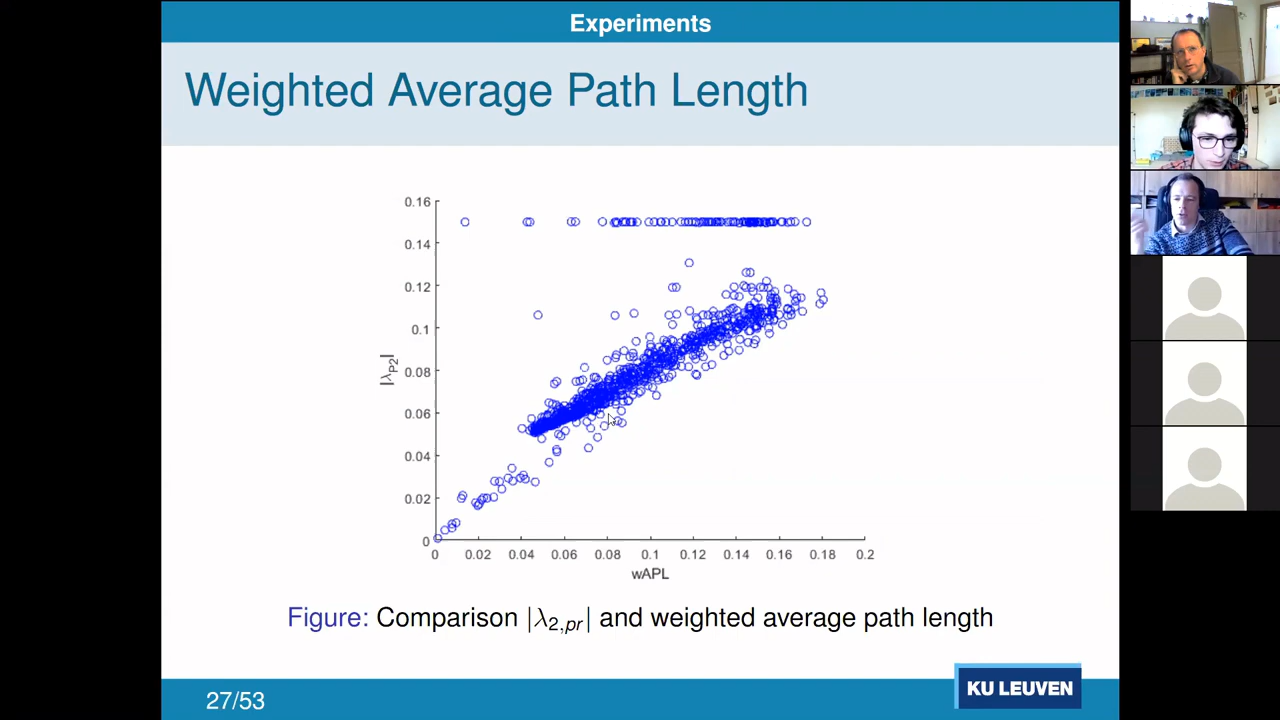 Experiments
Weighted Average Path Length
0.16
0.14
0.12
0.1
0.08
0.06
0.04
0.02
0
|λP2|
0 0.02 0.04 0.06 0.08 0.1 0.12 0.14 0.16 0.18 0.2
wAPL
Figure: Comparison |λ2,pr| and weighted average path length
27/53
KU LEUVEN